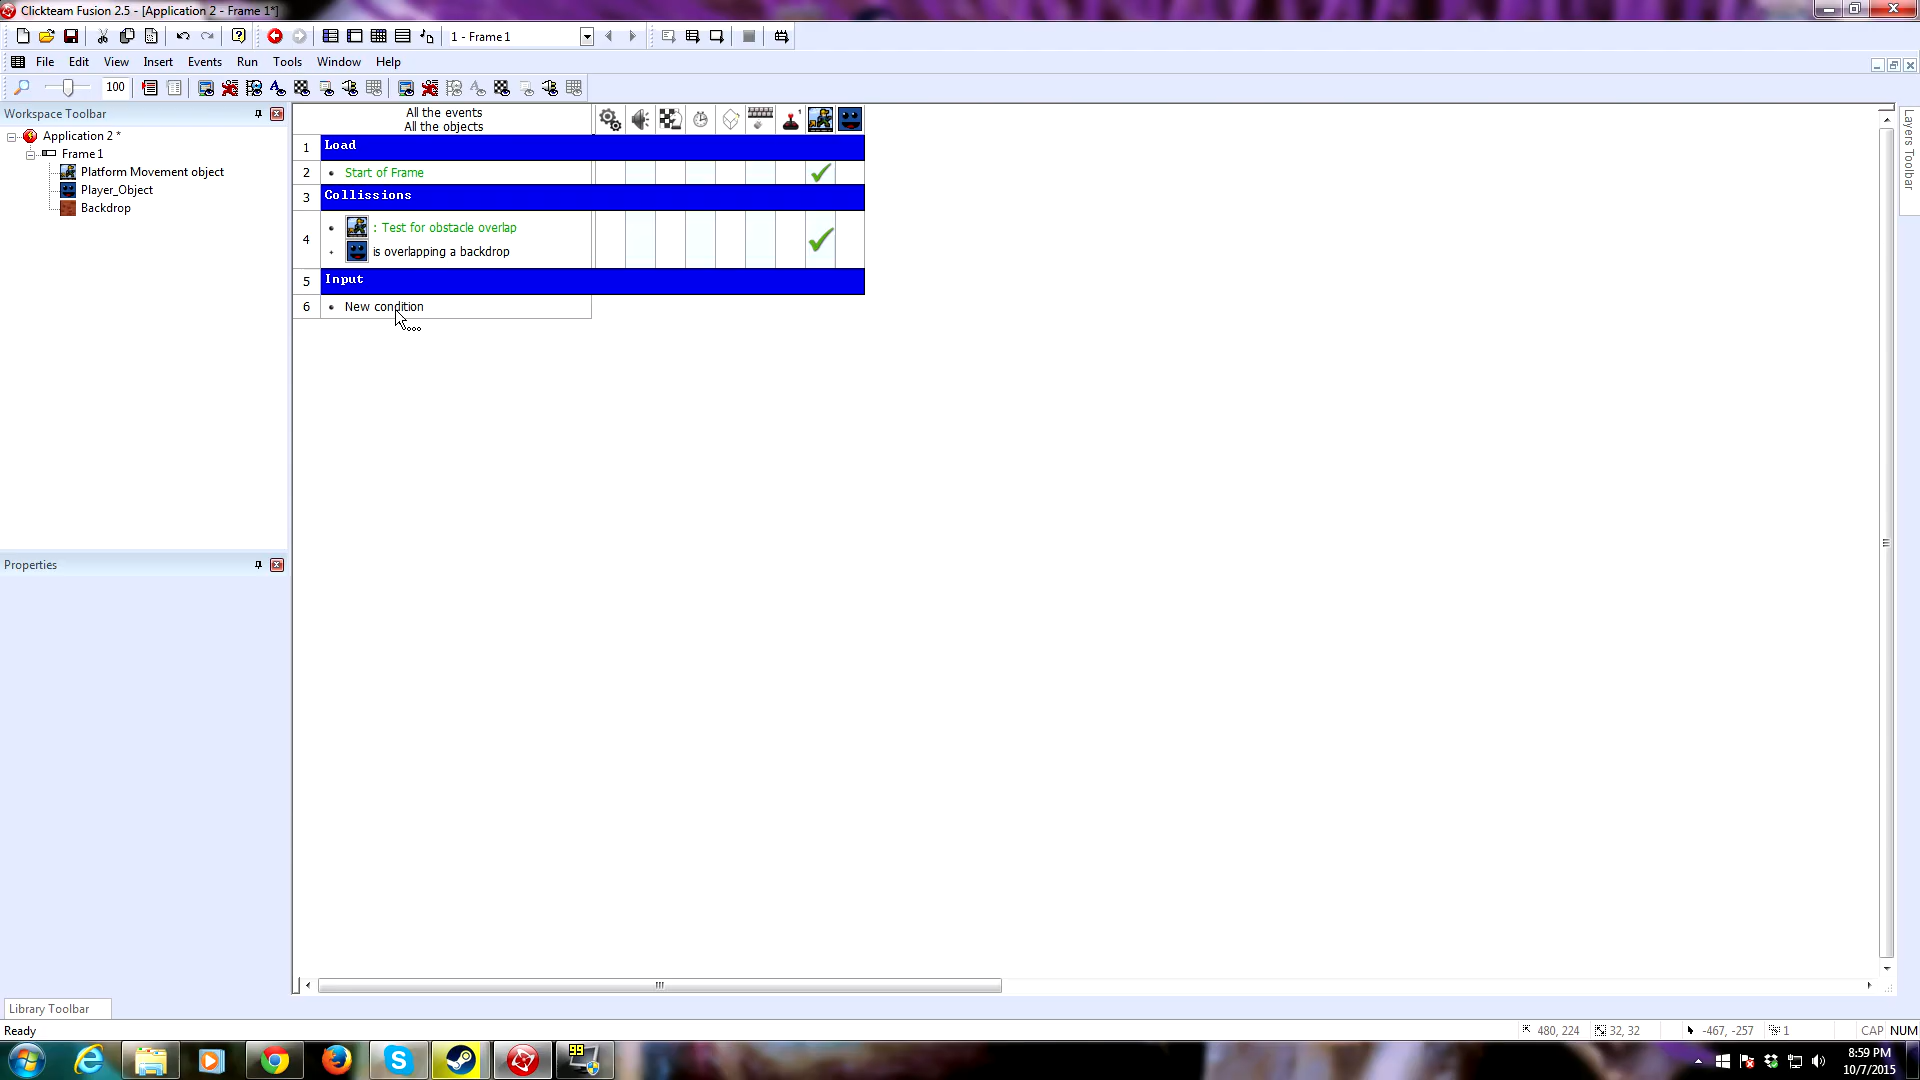 Clickteam Fusion 2.5 - [Application 2 - Frame 1*]
1 - Frame 1
File Edit View Insert Events Run Tools Window Help
100
Workspace Toolbar
Application 2 *
Frame 1
Platform Movement object
Player_Object
Backdrop
All the events
All the objects
1 Load
2 Start of Frame
3 Collissions
4 : Test for obstacle overlap
is overlapping a backdrop
5 Input
6 New condition
Layers Toolbar
Properties
Library Toolbar
Ready 480, 224 32, 32 -467, -257 1 CAP NUM
99
8:59 PM
10/7/2015